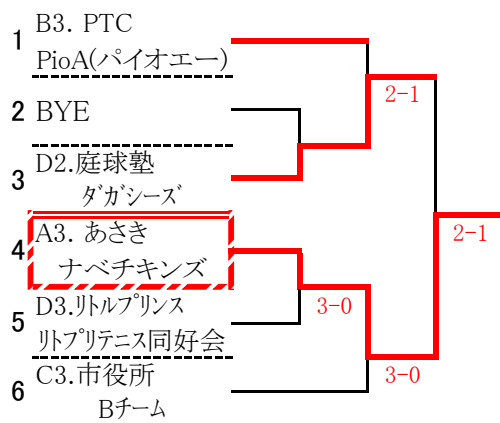 1
B3. PTC
PioA(パイオエー)
2 BYE
2-1
3
D2.庭球塾
ダガシーズ
2-1
4
A3. あさき
ナベチキンズ
3-0
5
D3.リトルプリンス
リトプリテニス同好会
3-0
6
C3.市役所
Bチーム